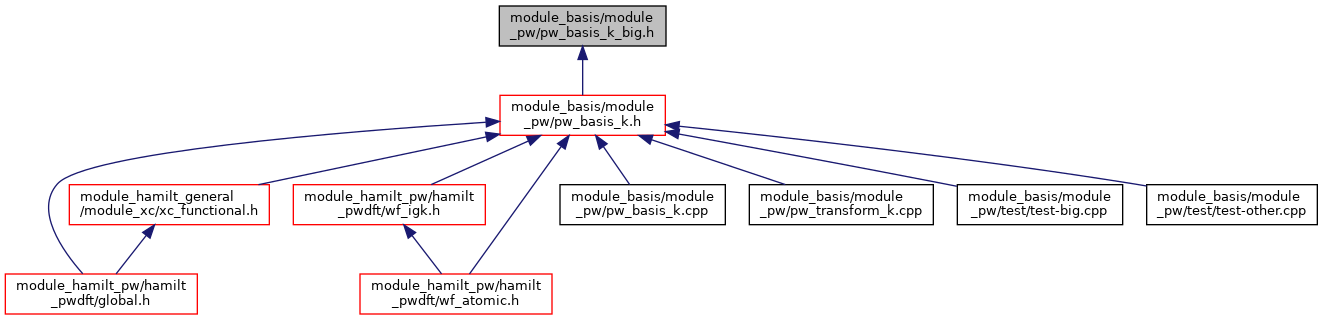 module_basis/module
_pw/pw_basis_k_big.h
module_basis/module
_pw/pw_basis_k.h
module_hamilt_general
/module_xc/xc_functional.h
module_hamilt_pw/hamilt
_pwdft/wf_igk.h
module_basis/module
_pw/pw_basis_k.cpp
module_basis/module
_pw/pw_transform_k.cpp
module_basis/module
_pw/test/test-big.cpp
module_basis/module
_pw/test/test-other.cpp
module_hamilt_pw/hamilt
_pwdft/global.h
module_hamilt_pw/hamilt
_pwdft/wf_atomic.h